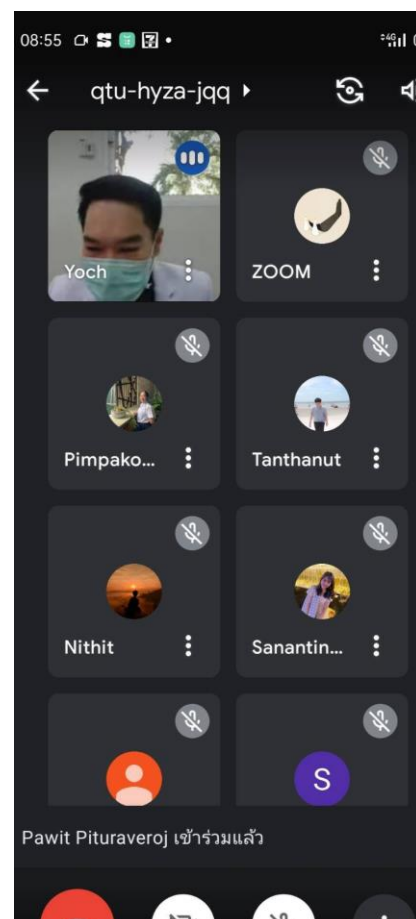 08:55
4G
qtu-hyza-jqq
Yoch
ZOOM
Pimpako...
Tanthanut
Nithit
Sanantin...
S
Pawit Pituraveroj เข้าร่วมแล้ว